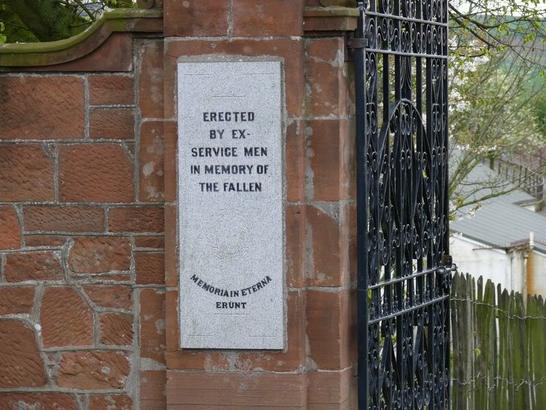 ERECTED
BY EX-
SERVICE MEN
IN MEMORY OF
THE FALLEN
MEMORIA IN ETERNA
ERUNT